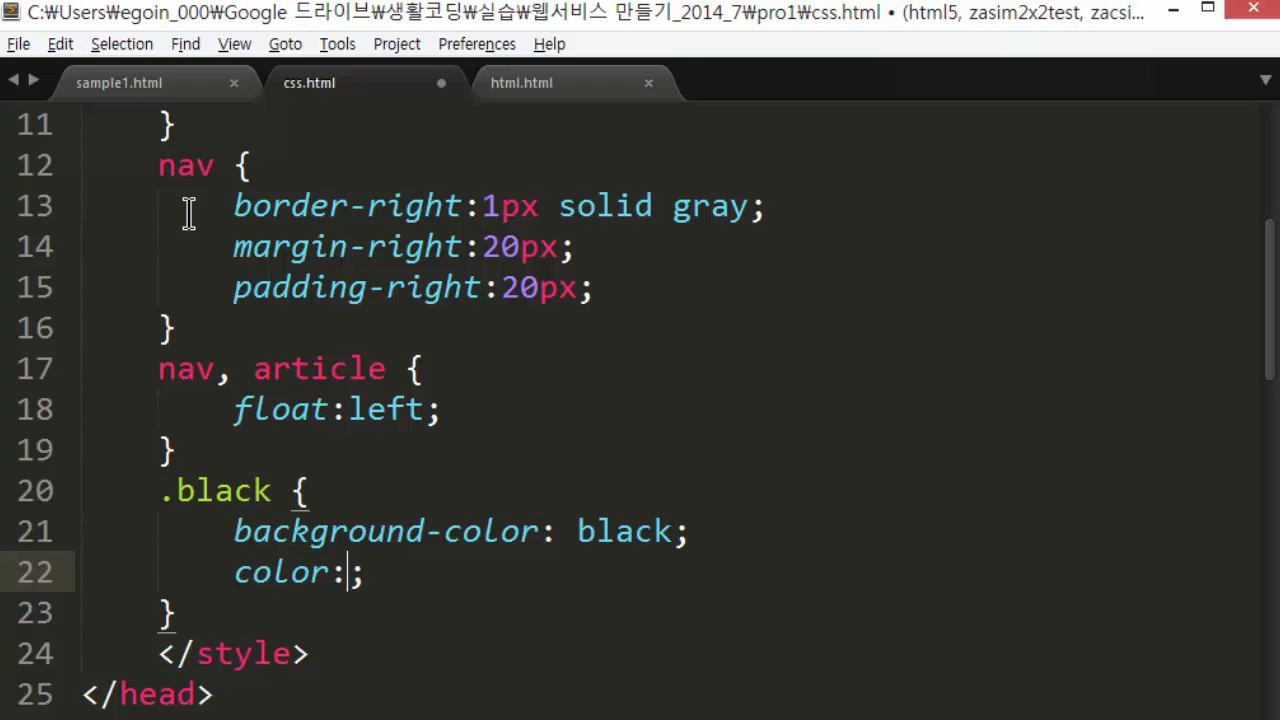 C:₩Users₩egoin_000₩Google 드라이브₩생활코딩₩실습₩웹서비스 만들기_2014_7₩pro1₩css.html • (html5, zasim2x2test, zacsi...
File Edit Selection Find View Goto Tools Project Preferences Help
sample1.html css.html html.html
11 }
12 nav {
13 border-right:1px solid gray;
14 margin-right:20px;
15 padding-right:20px;
16 }
17 nav, article {
18 float:left;
19 }
20 .black {
21 background-color: black;
22 color:;
23 }
24 </style>
25 </head>